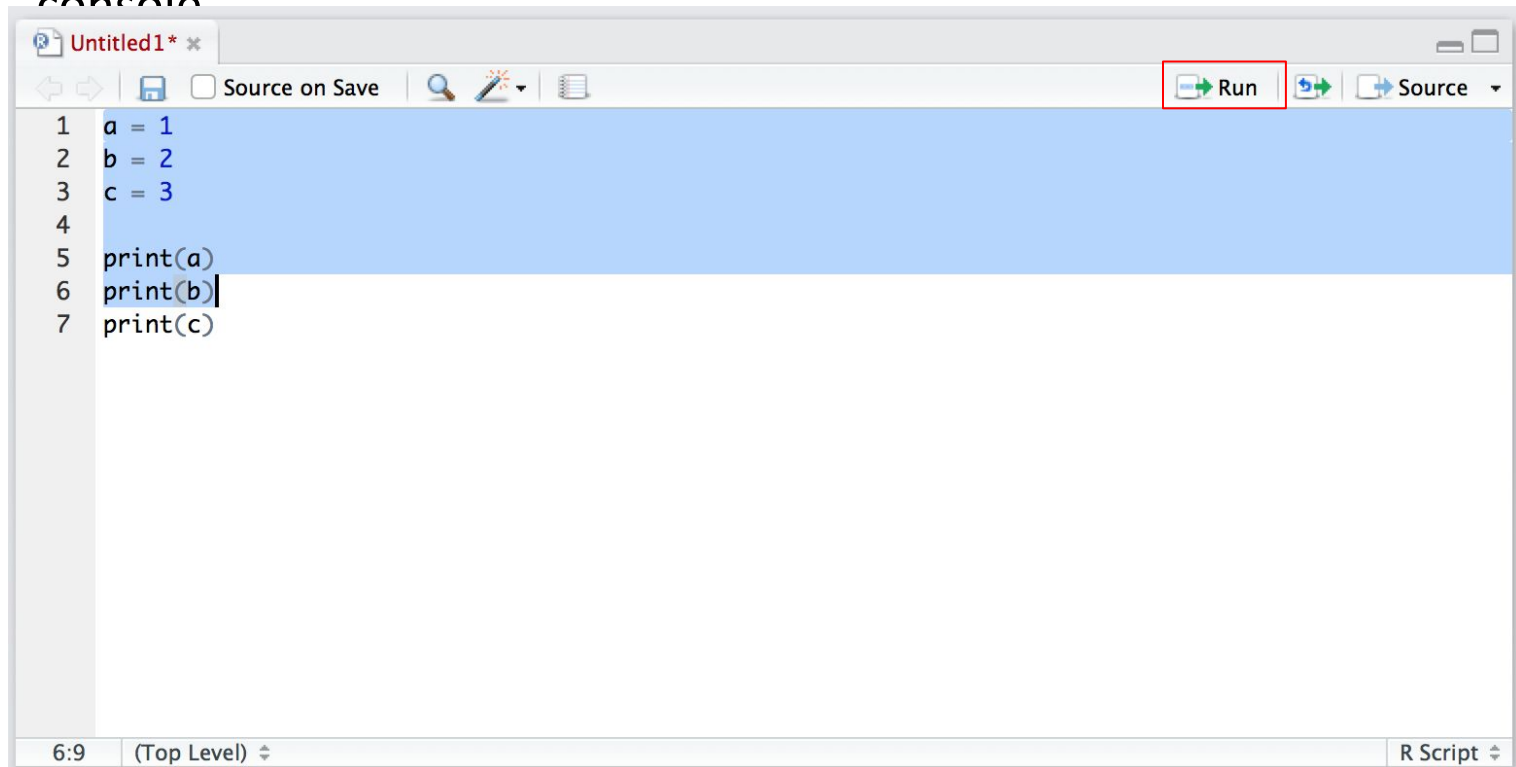 console
Untitled1*
Source on Save Run Source
1 a = 1
2 b = 2
3 c = 3
4
5 print(a)
6 print(b)
7 print(c)
6:9 (Top Level) R Script